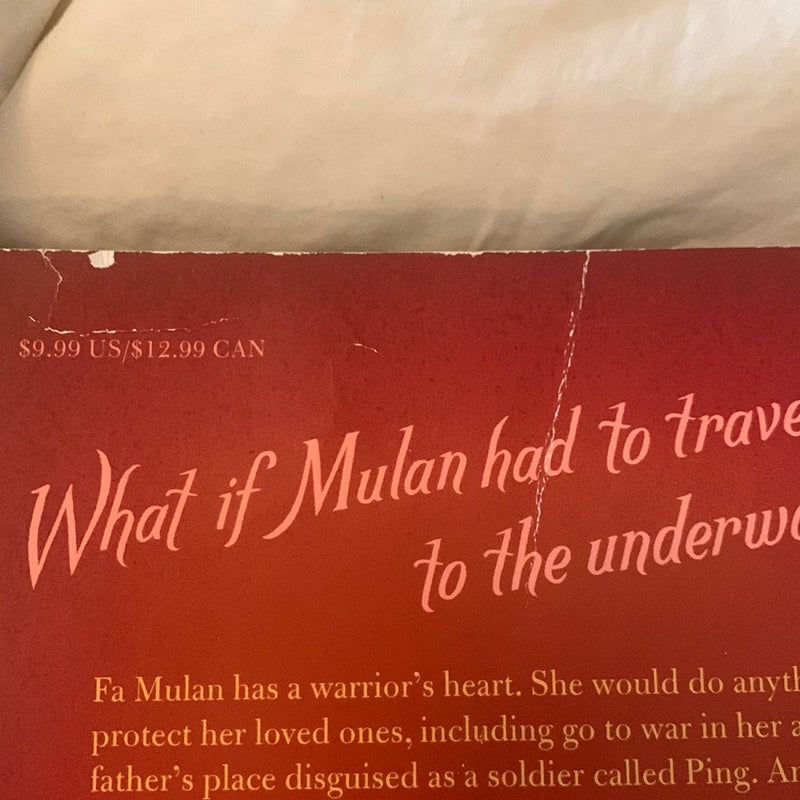 $9.99 US/$12.99 CAN
What if Mulan had to trave
to the underw
Fa Mulan has a warrior's heart. She would do anyth
protect her loved ones, including go to war in her a
father's place disguised as a soldier called Ping. An